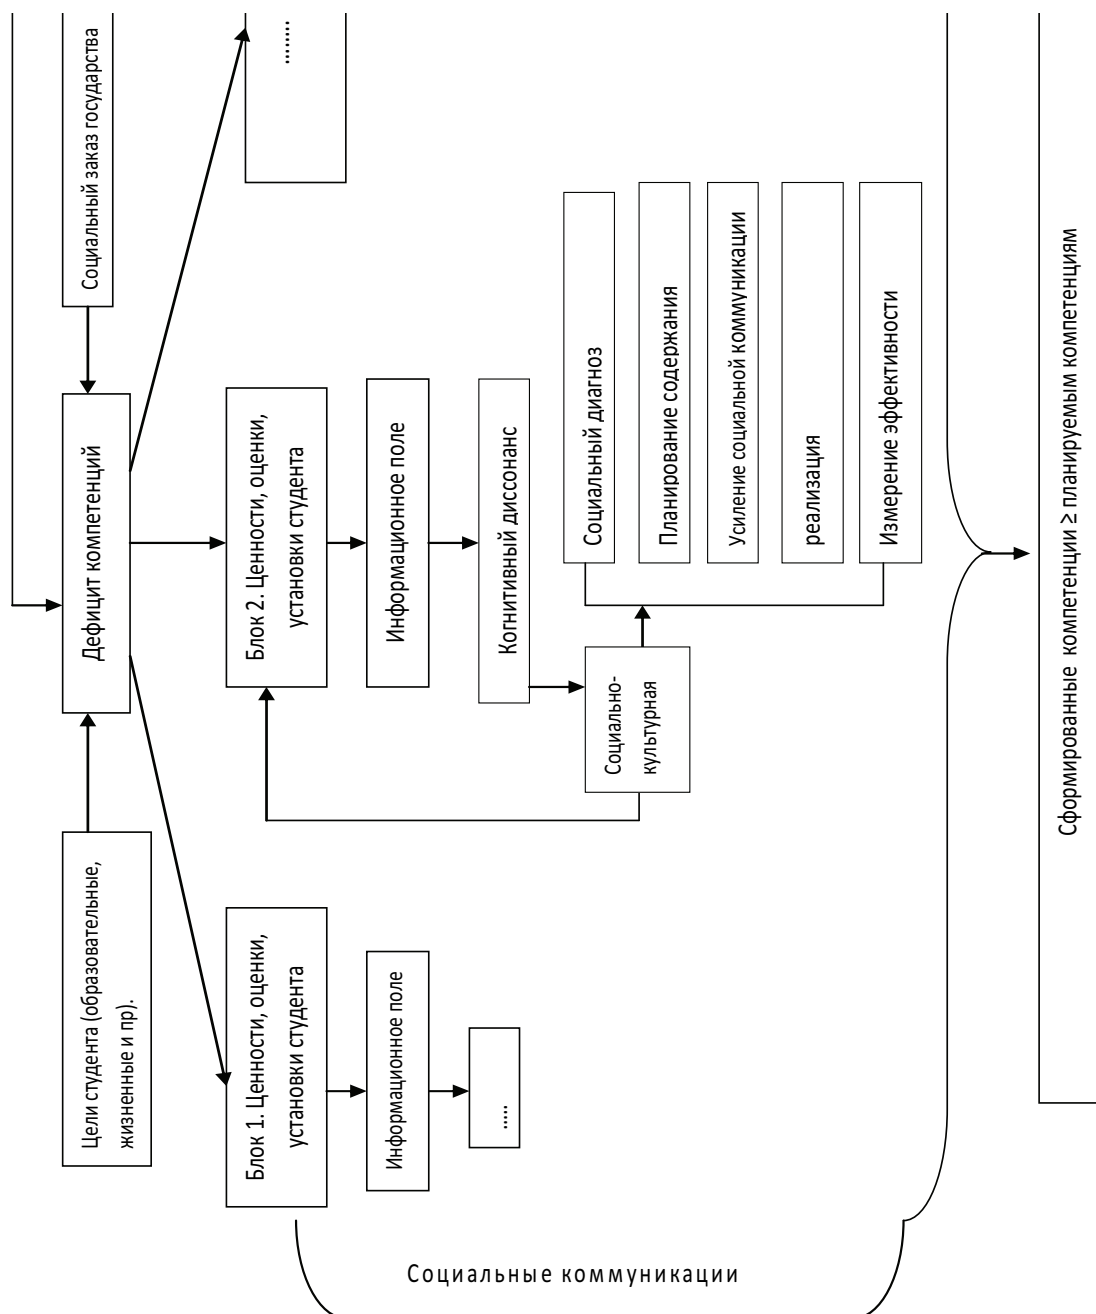 Цели студента (образовательные,
жизненные и пр).
Дефицит компетенций
Социальный заказ государства
Блок 1. Ценности, оценки,
установки студента
Блок 2. Ценности, оценки,
установки студента
........
Информационное поле
Информационное поле
.....
Когнитивный диссонанс
Социально-
культурная
Социальный диагноз
Планирование содержания
Усиление социальной коммуникации
реализация
Измерение эффективности
Социальные коммуникации
Сформированные компетенции ≥ планируемым компетенциям